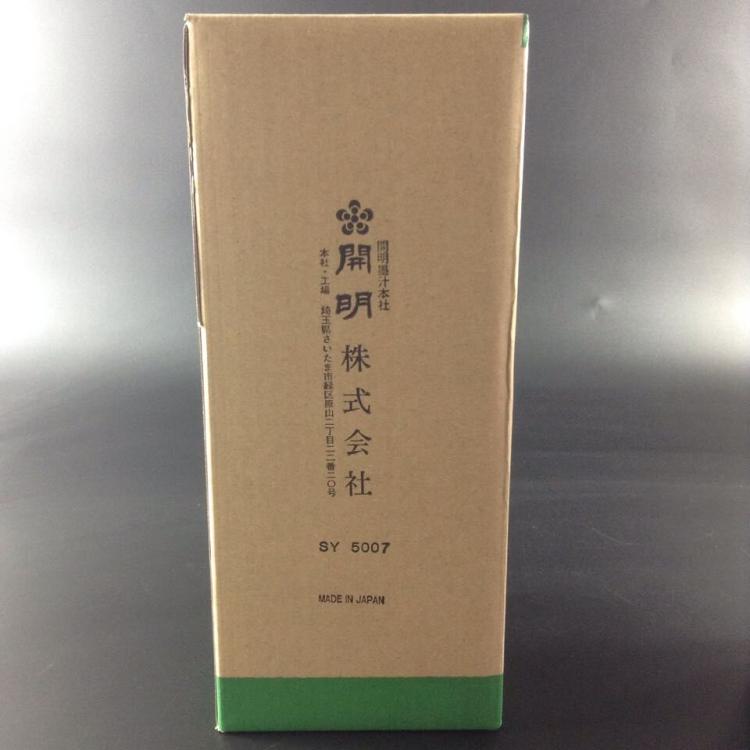 開明墨汁本社
開明株式会社
本社・工場 埼玉県さいたま市緑区原山二丁目二二番二〇号
SY 5007
MADE IN JAPAN